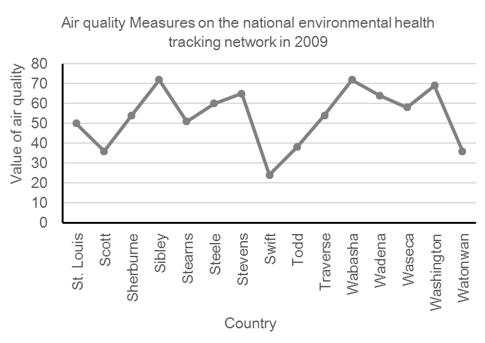 Air quality Measures on the national environmental health
tracking network in 2009
Value of air quality
80
70
60
50
40
30
20
10
0
St. Louis
Scott
Sherburne
Sibley
Stearns
Steele
Stevens
Swift
Todd
Traverse
Wabasha
Wadena
Waseca
Washington
Watonwan
Country